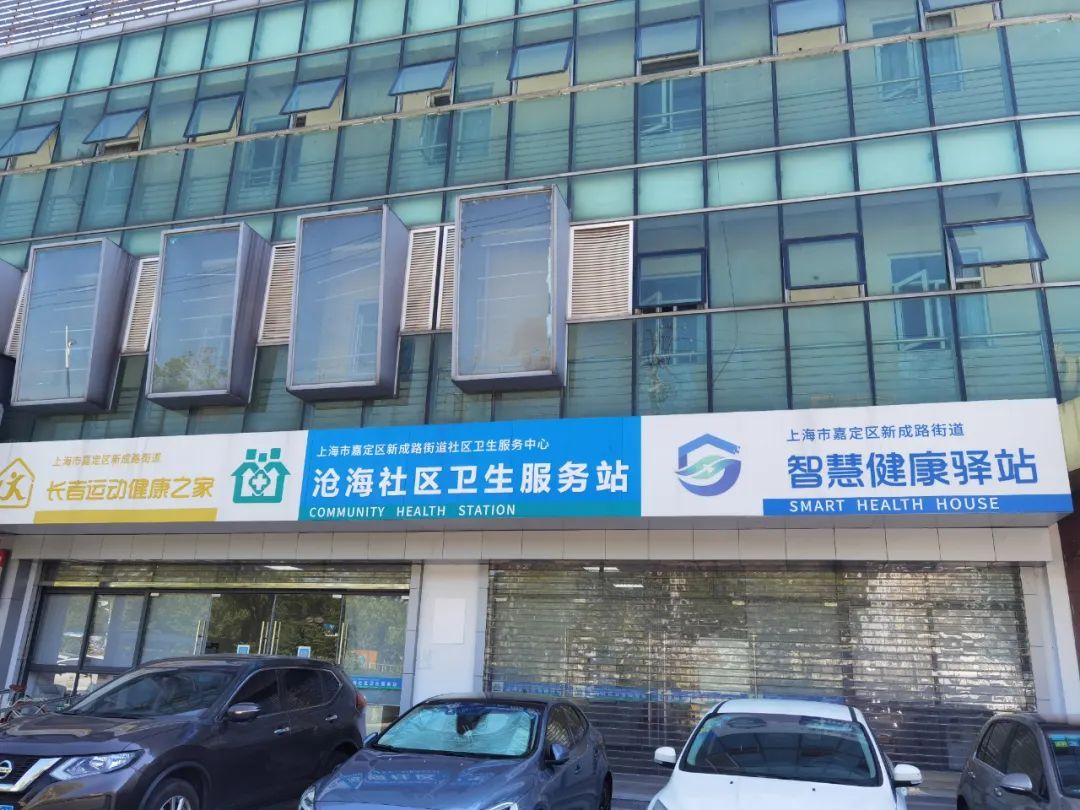 上海市嘉定区新成路街道
长者运动健康之家
上海市嘉定区新成路街道社区卫生服务中心
沧海社区卫生服务站
COMMUNITY HEALTH STATION
上海市嘉定区新成路街道
智慧健康驿站
SMART HEALTH HOUSE